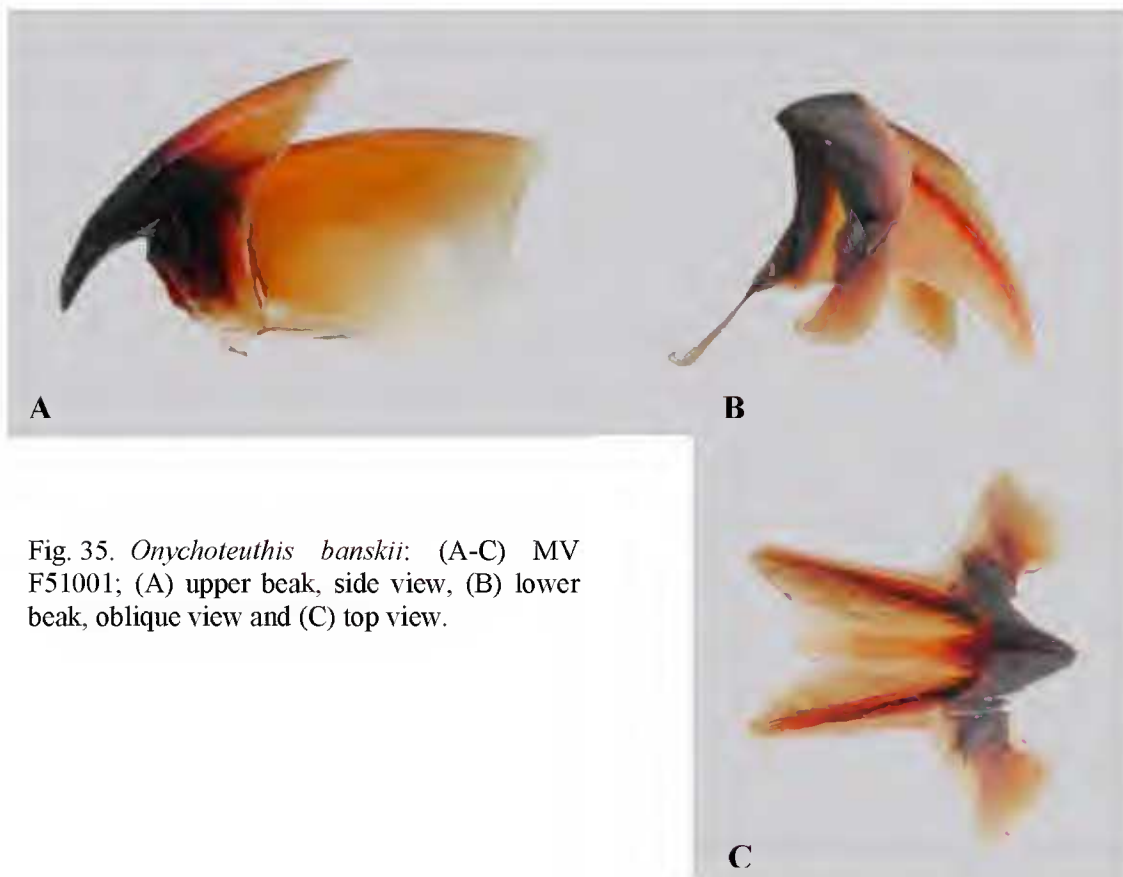 A
B
Fig. 35. Onychoteuthis banskii: (A-C) MV
F51001; (A) upper beak, side view, (B) lower
beak, oblique view and (C) top view.
C